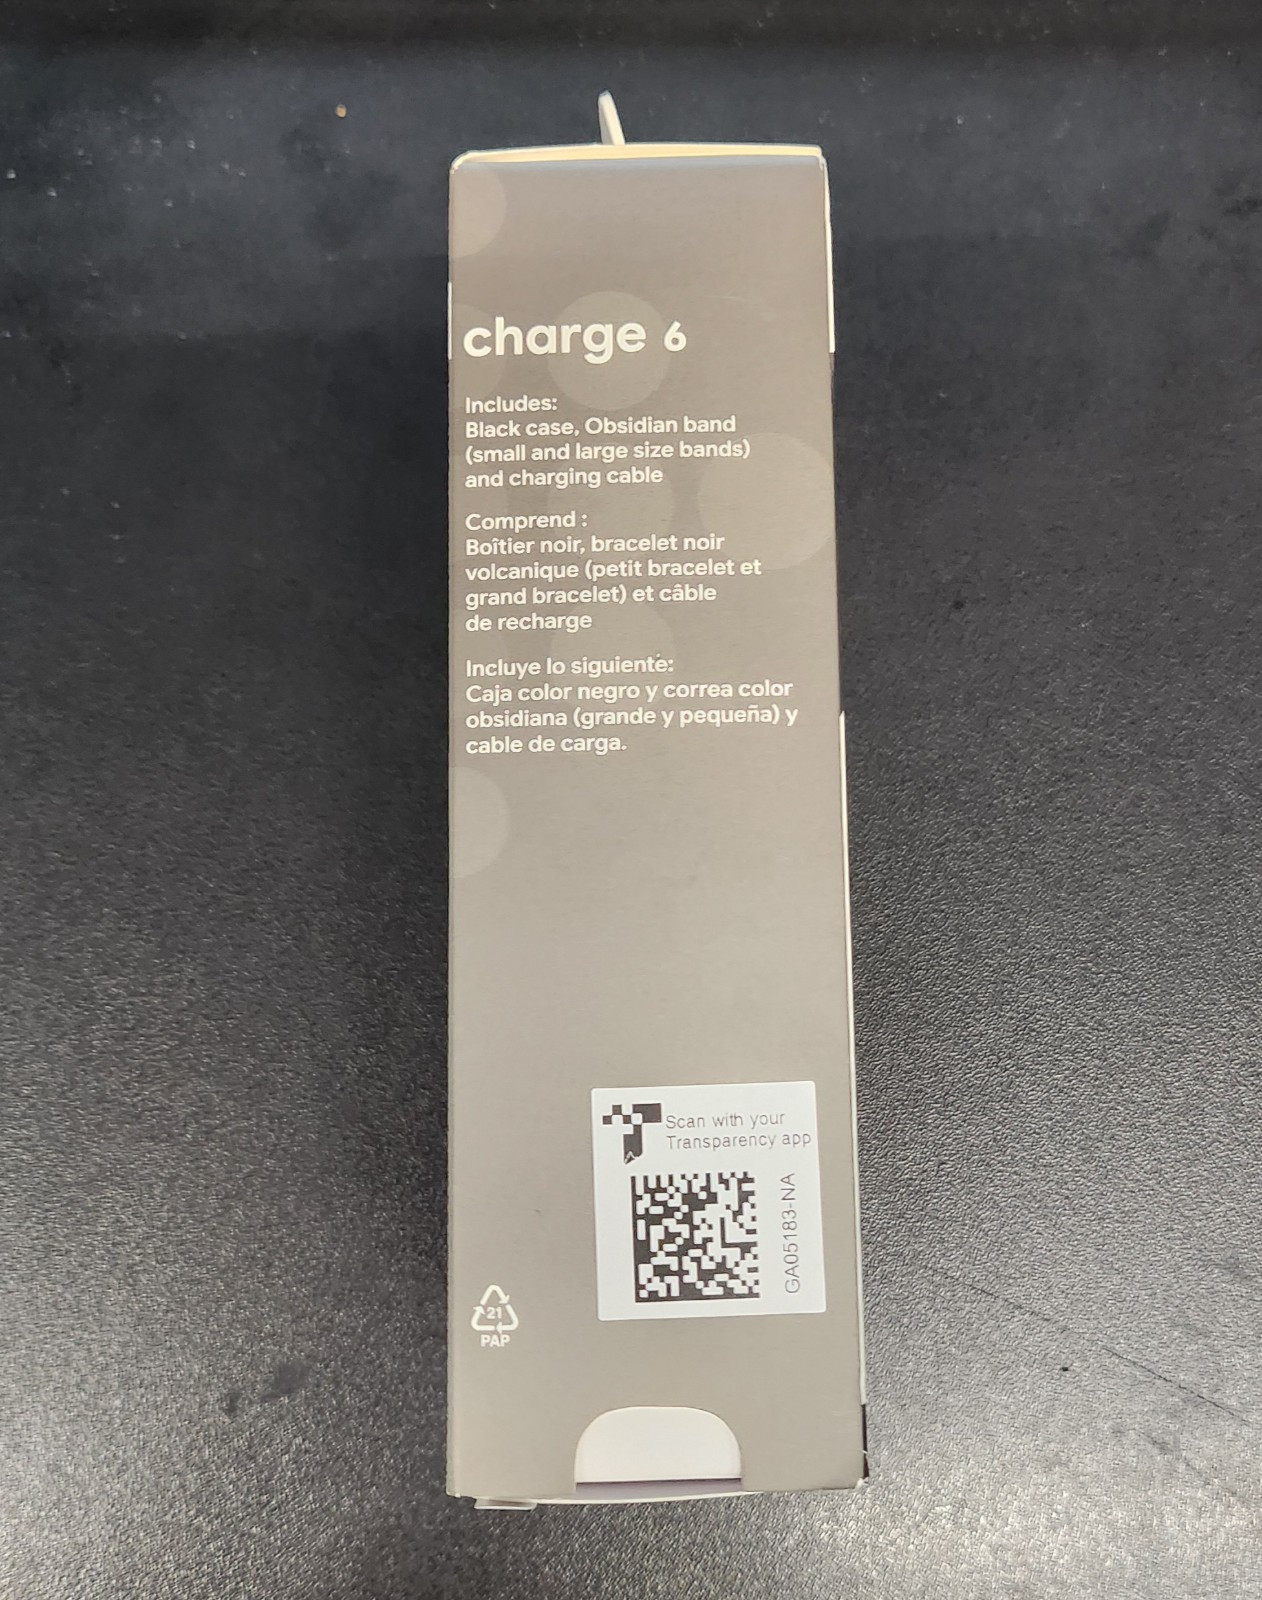 charge 6
Includes:
Black case, Obsidian band
(small and large size bands)
and charging cable
Comprend :
Boîtier noir, bracelet noir
volcanique (petit bracelet et
grand bracelet) et câble
de recharge
Incluye lo siguiente:
Caja color negro y correa color
obsidiana (grande y pequeña) y
cable de carga.
Scan with your
Transparency app
GA05183-NA
21
PAP